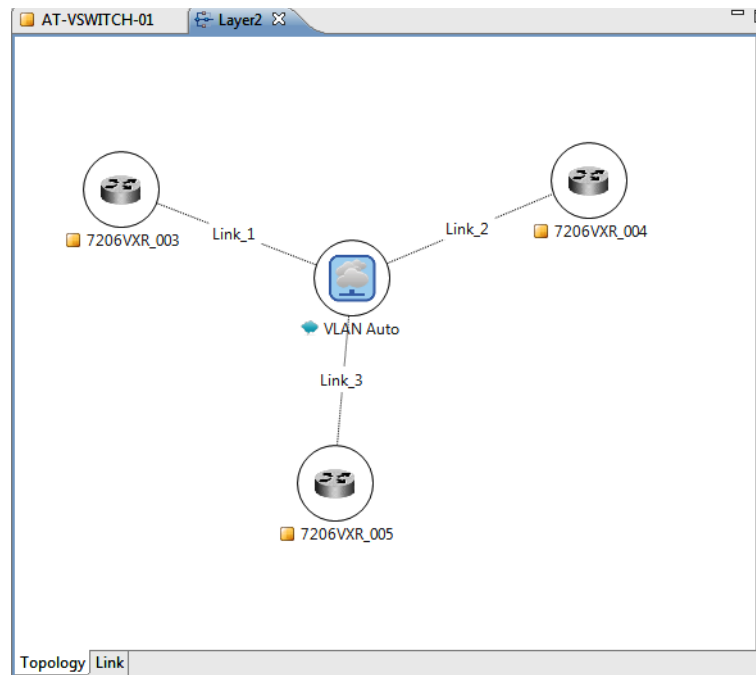 AT-VSWITCH-01
Layer2
7206VXR_003
Link_1
Link_2
7206VXR_004
VLAN Auto
Link_3
7206VXR_005
Topology Link